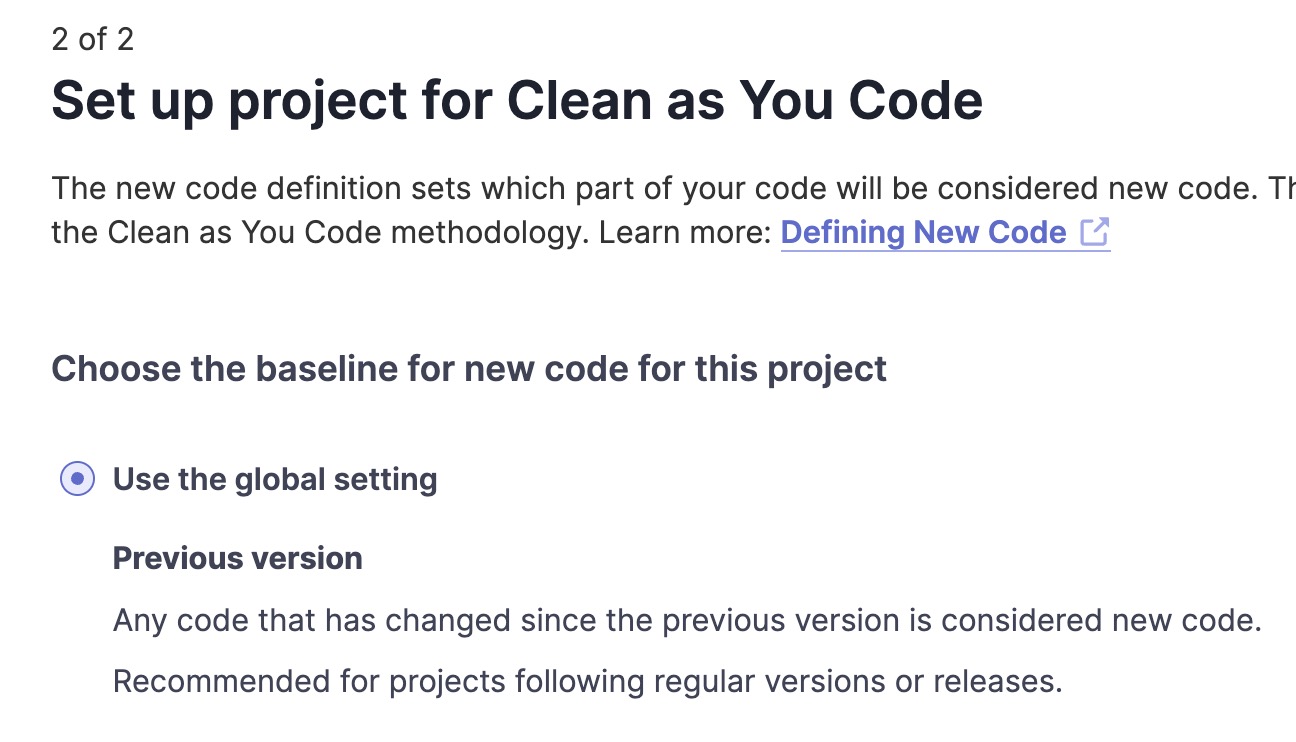 2 of 2
Set up project for Clean as You Code
The new code definition sets which part of your code will be considered new code.
the Clean as You Code methodology. Learn more: Defining New Code
Choose the baseline for new code for this project
Use the global setting
Previous version
Any code that has changed since the previous version is considered new code.
Recommended for projects following regular versions or releases.